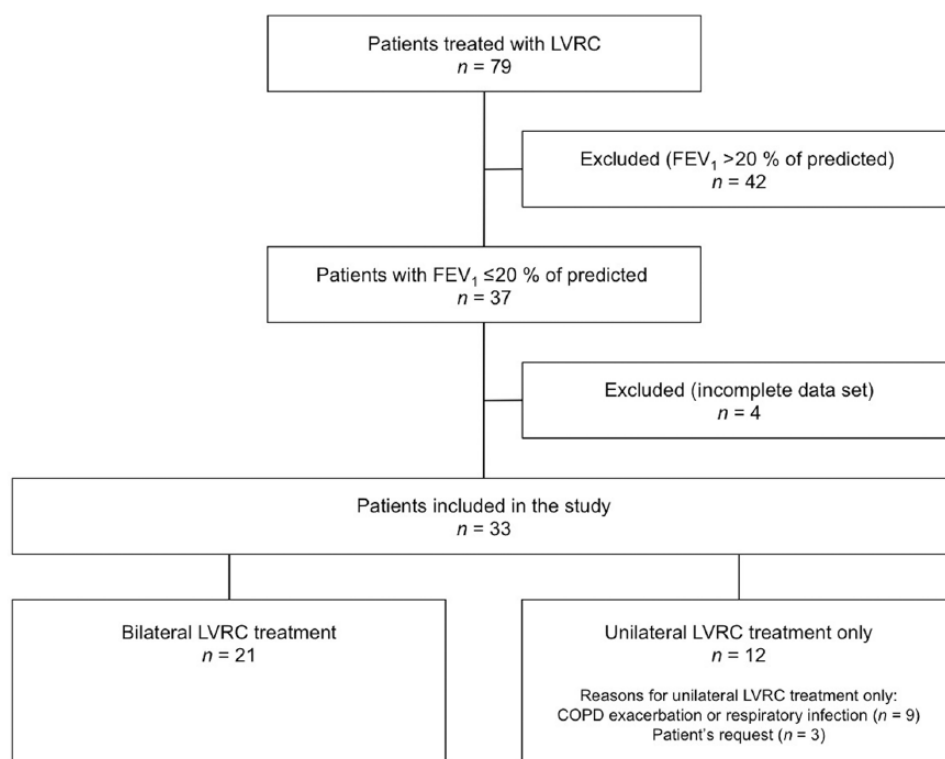 Patients treated with LVRC
n = 79
Excluded (FEV₁ >20 % of predicted)
n = 42
Patients with FEV₁ ≤20 % of predicted
n = 37
Excluded (incomplete data set)
n = 4
Patients included in the study
n = 33
Bilateral LVRC treatment
n = 21
Unilateral LVRC treatment only
n = 12
Reasons for unilateral LVRC treatment only:
COPD exacerbation or respiratory infection (n = 9)
Patient's request (n = 3)